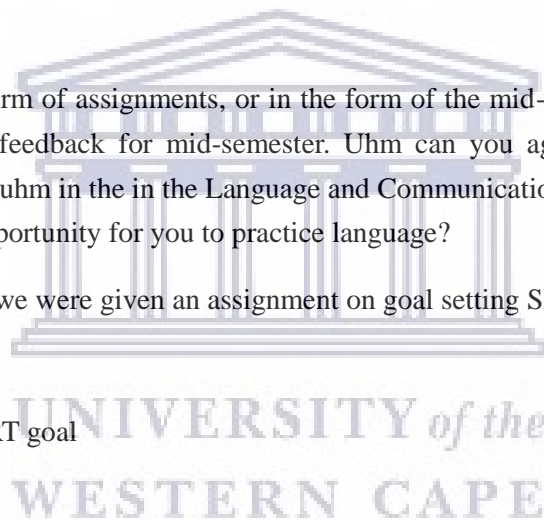 rm of assignments, or in the form of the mid-
feedback for mid-semester. Uhm can you ag
uhm in the in the Language and Communicatio
portunity for you to practice language?
we were given an assignment on goal setting S
T goal
UNIVERSITY of the
WESTERN CAPE